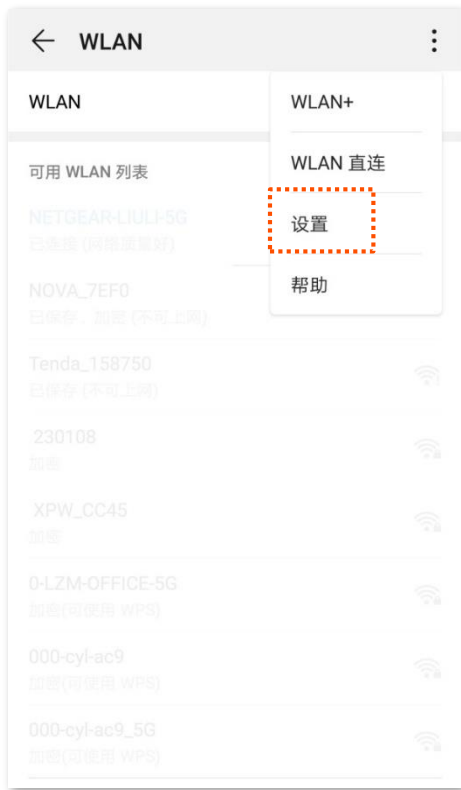 WLAN
WLAN
WLAN+
WLAN 直连
设置
帮助
可用 WLAN 列表
NETGEAR-LIULI-5G
已连接 (网络质量好)
NOVA_7EF0
已保存、加密 (不可上网)
Tenda_158750
已保存 (不可上网)
230108
加密
XPW_CC45
加密
0-LZM-OFFICE-5G
加密(可使用 WPS)
000-cyl-ac9
加密(可使用 WPS)
000-cyl-ac9_5G
加密(可使用 WPS)